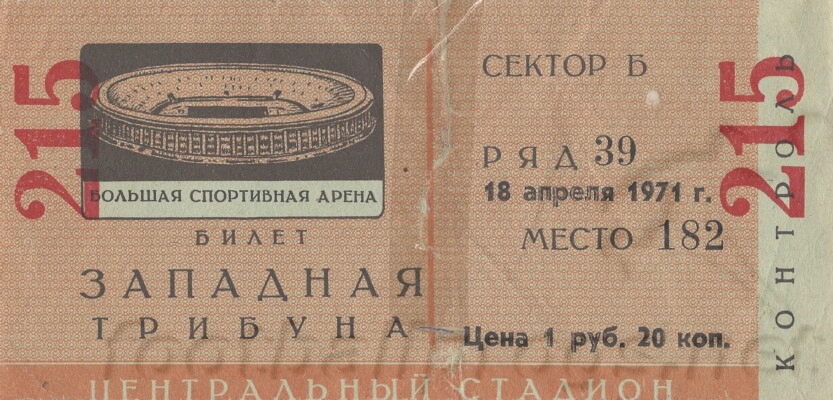 215
БОЛЬШАЯ СПОРТИВНАЯ АРЕНА
БИЛЕТ
ЗАПАДНАЯ
ТРИБУНА
СЕКТОР Б
РЯД 39
18 апреля 1971 г.
МЕСТО 182
Цена 1 руб. 20 коп.
215
КОНТРОЛЬ
ЦЕНТРАЛЬНЫЙ СТАДИОН